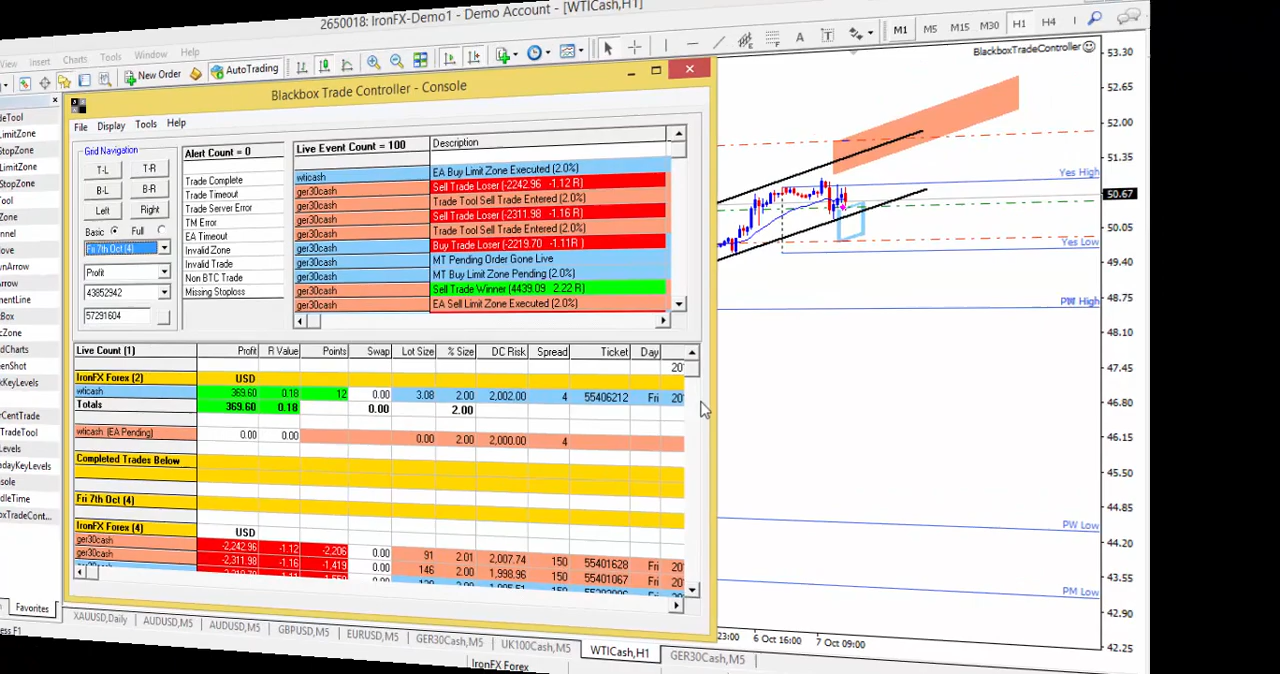 2650018: IronFX-Demo1 - Demo Account - [WTICash,H1]
View Insert Charts Tools Window Help
New Order AutoTrading M1 M5 M15 M30 H1 H4
Blackbox Trade Controller - Console
File Display Tools Help
Grid Navigation
T-L T-R
B-L B-R
Left Right
Basic Full
Fri 7th Oct (4)
Profit
43852942
57291604
Alert Count = 0
Trade Complete
Trade Timeout
Trade Server Error
TM Error
EA Timeout
Invalid Zone
Invalid Trade
Non BTC Trade
Missing Stoploss
Live Event Count = 100 Description
wticash EA Buy Limit Zone Executed (2.0%)
ger30cash Sell Trade Loser (-2242.96 -1.12 R)
ger30cash Trade Tool Sell Trade Entered (2.0%)
ger30cash Sell Trade Loser (-2311.98 -1.16 R)
ger30cash Trade Tool Sell Trade Entered (2.0%)
ger30cash Buy Trade Loser (-2219.70 -1.11R )
ger30cash MT Pending Order Gone Live
ger30cash MT Buy Limit Zone Pending (2.0%)
ger30cash Sell Trade Winner (4439.09 2.22 R)
ger30cash EA Sell Limit Zone Executed (2.0%)
Live Count (1) Profit R Value Points Swap Lot Size % Size DC Risk Spread Ticket Day
20
IronFX Forex (2) USD
wticash 369.60 0.18 12 0.00 3.08 2.00 2,002.00 4 55406212 Fri 20
Totals 369.60 0.18 0.00 2.00
wticash (EA Pending) 0.00 0.00 0.00 2.00 2,000.00 4
Completed Trades Below
Fri 7th Oct (4)
IronFX Forex (4) USD
ger30cash -2,242.96 -1.12 -2,206 0.00 91 2.01 2,007.74 150 55401628 Fri 20
ger30cash -2,311.98 -1.16 -1,419 0.00 146 2.00 1,998.96 150 55401067 Fri 20
BlackboxTradeController
53.30
52.65
52.00
51.35
Yes High
50.67
50.05
Yes Low
49.40
PW High
48.75
48.10
47.45
46.80
46.15
45.50
44.85
PW Low
44.20
43.55
PM Low
42.90
42.25
23:00 6 Oct 16:00 7 Oct 09:00
Favorites
XAUUSD,Daily AUDUSD,M5 AUDUSD,M5 GBPUSD,M5 EURUSD,M5 GER30Cash,M5 UK100Cash,M5 WTICash,H1 GER30Cash,M5
IronFX Forex